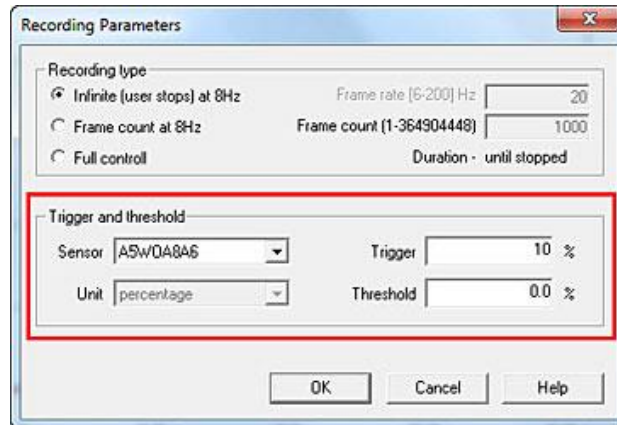 Recording Parameters
Recording type
Infinite (user stops) at 8Hz
Frame rate (6-200) Hz
20
Frame count at 8Hz
Frame count (1-364904448)
1000
Full controll
Duration - until stopped
Trigger and threshold
Sensor A5W0A8A6
Trigger 10 %
Unit percentage
Threshold 0.0 %
OK Cancel Help